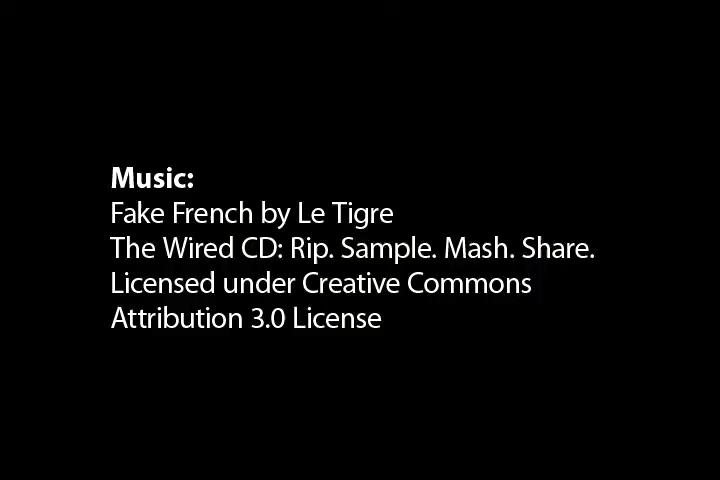 Music:
Fake French by Le Tigre
The Wired CD: Rip. Sample. Mash. Share.
Licensed under Creative Commons
Attribution 3.0 License